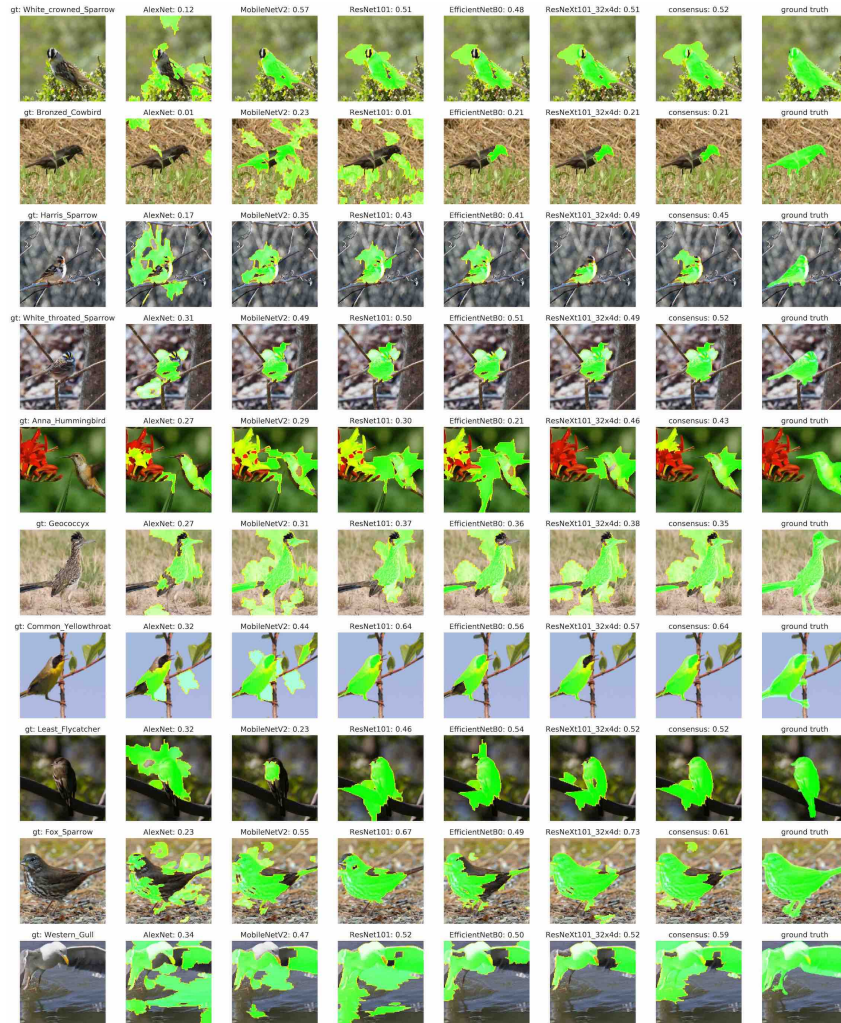 gt: White_crowned_Sparrow AlexNet: 0.12 MobileNetV2: 0.57 ResNet101: 0.51 EfficientNetB0: 0.48 ResNeXt101_32x4d: 0.51 consensus: 0.52 ground truth
gt: Bronzed_Cowbird AlexNet: 0.01 MobileNetV2: 0.23 ResNet101: 0.01 EfficientNetB0: 0.21 ResNeXt101_32x4d: 0.21 consensus: 0.21 ground truth
gt: Harris_Sparrow AlexNet: 0.17 MobileNetV2: 0.35 ResNet101: 0.43 EfficientNetB0: 0.41 ResNeXt101_32x4d: 0.49 consensus: 0.45 ground truth
gt: White_throated_Sparrow AlexNet: 0.31 MobileNetV2: 0.49 ResNet101: 0.50 EfficientNetB0: 0.51 ResNeXt101_32x4d: 0.49 consensus: 0.52 ground truth
gt: Anna_Hummingbird AlexNet: 0.27 MobileNetV2: 0.29 ResNet101: 0.30 EfficientNetB0: 0.21 ResNeXt101_32x4d: 0.46 consensus: 0.43 ground truth
gt: Geococcyx AlexNet: 0.27 MobileNetV2: 0.31 ResNet101: 0.37 EfficientNetB0: 0.36 ResNeXt101_32x4d: 0.38 consensus: 0.35 ground truth
gt: Common_Yellowthroat AlexNet: 0.32 MobileNetV2: 0.44 ResNet101: 0.64 EfficientNetB0: 0.56 ResNeXt101_32x4d: 0.57 consensus: 0.64 ground truth
gt: Least_Flycatcher AlexNet: 0.32 MobileNetV2: 0.23 ResNet101: 0.46 EfficientNetB0: 0.54 ResNeXt101_32x4d: 0.52 consensus: 0.52 ground truth
gt: Fox_Sparrow AlexNet: 0.23 MobileNetV2: 0.55 ResNet101: 0.67 EfficientNetB0: 0.49 ResNeXt101_32x4d: 0.73 consensus: 0.61 ground truth
gt: Western_Gull AlexNet: 0.34 MobileNetV2: 0.47 ResNet101: 0.52 EfficientNetB0: 0.50 ResNeXt101_32x4d: 0.52 consensus: 0.59 ground truth